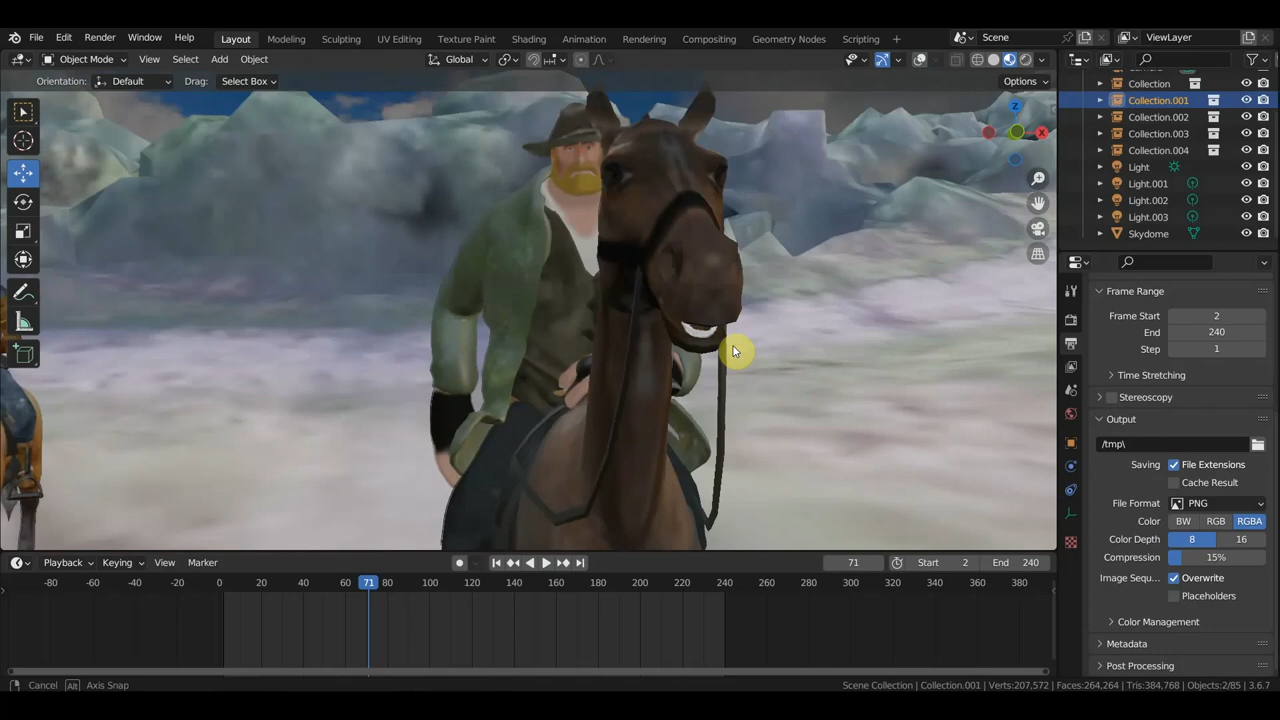 File Edit Render Window Help Layout Modeling Sculpting UV Editing Texture Paint Shading Animation Rendering Compositing Geometry Nodes Scripting + Scene ViewLayer
Object Mode View Select Add Object Global
Orientation: Default Drag: Select Box Options
Collection
Collection.001
Collection.002
Collection.003
Collection.004
Light
Light.001
Light.002
Light.003
Skydome
Z
X
Frame Range
Frame Start 2
End 240
Step 1
Time Stretching
Stereoscopy
Output
/tmp\
Saving File Extensions
Cache Result
File Format PNG
Color BW RGB RGBA
Color Depth 8 16
Compression 15%
Image Sequ... Overwrite
Placeholders
Color Management
Metadata
Post Processing
Playback Keying View Marker 71 Start 2 End 240
-80 -60 -40 -20 0 20 40 60 71 80 100 120 140 160 180 200 220 240 260 280 300 320 340 360 380
Cancel Alt Axis Snap Scene Collection | Collection.001 | Verts:207,572 | Faces:264,264 | Tris:384,768 | Objects:2/85 | 3.6.7